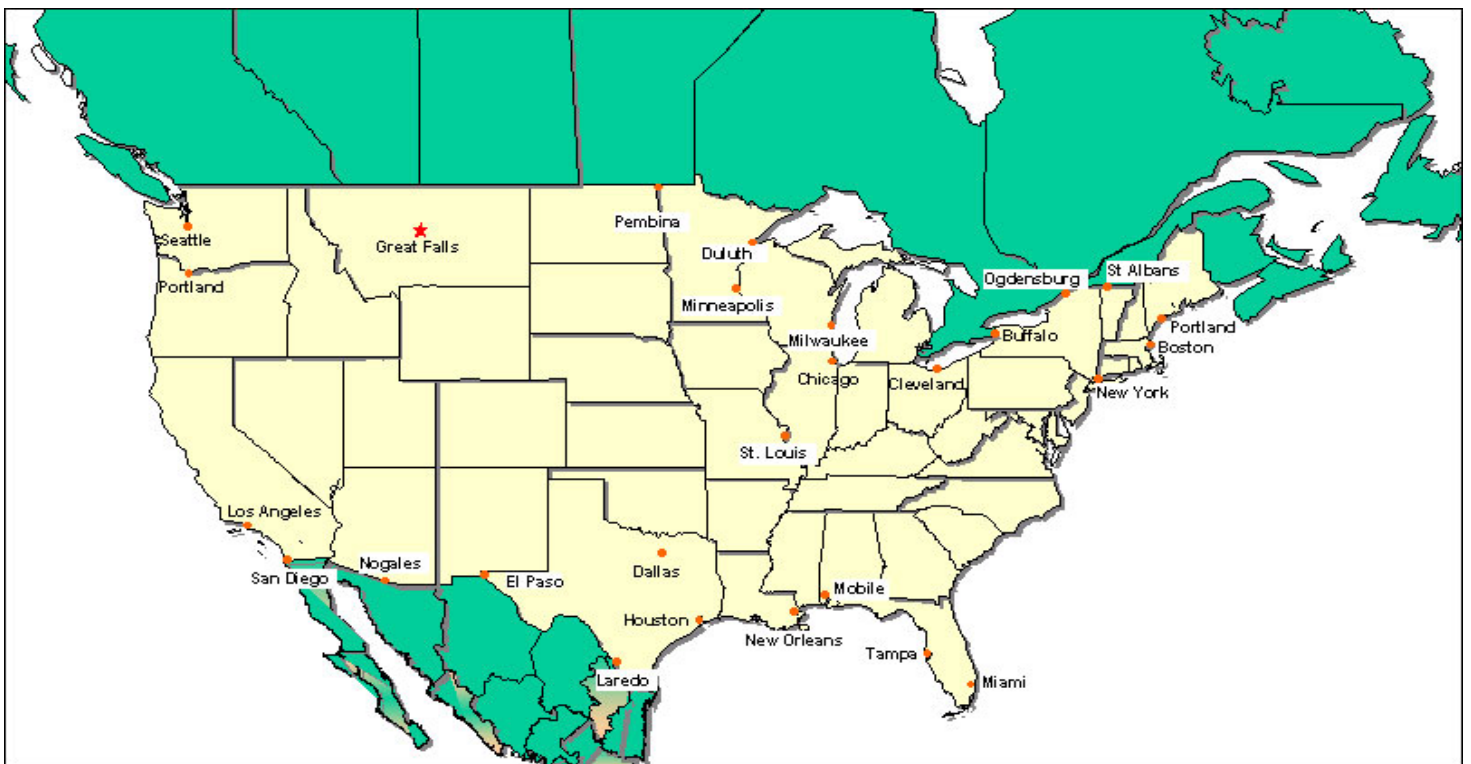 Pembina
Seattle
Great Falls
Duluth
Ogdensburg
St Albans
Portland
Minneapolis
Portland
Buffalo
Milwaukee
Boston
Chicago
Cleveland
New York
St. Louis
Los Angeles
Nogales
Dallas
San Diego
El Paso
Mobile
Houston
New Orleans
Tampa
Laredo
Miami